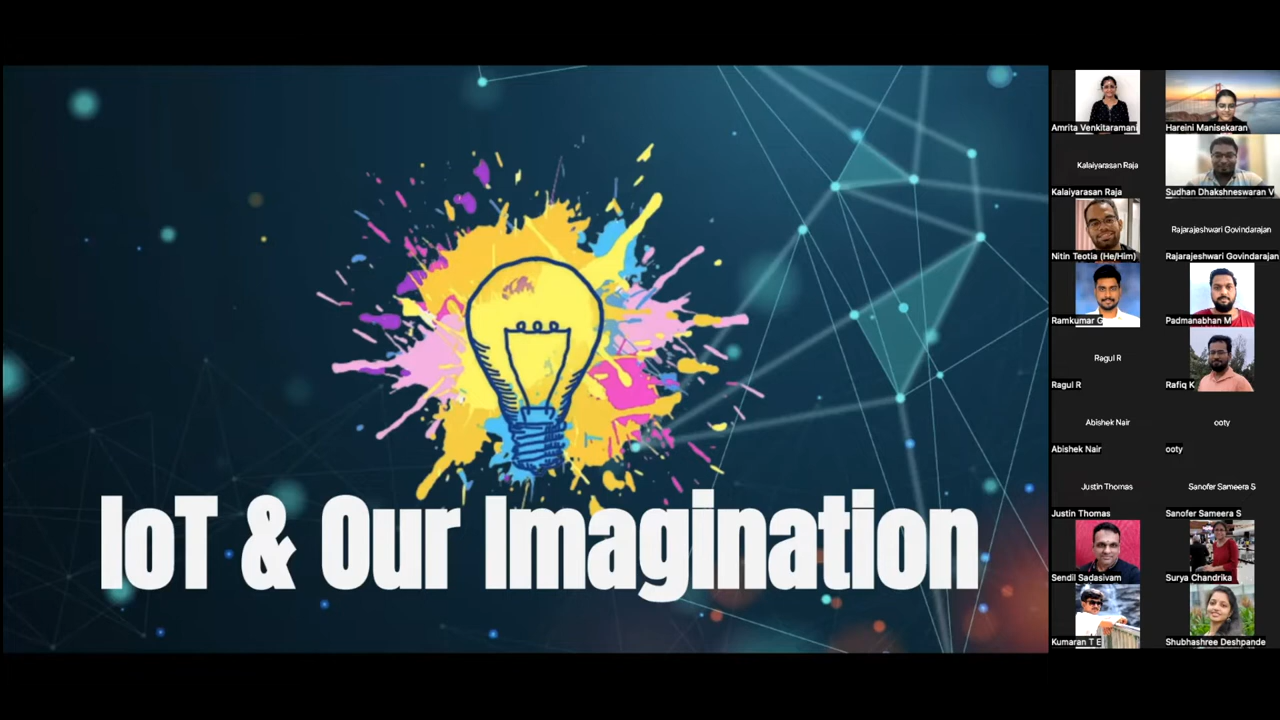 IoT & Our Imagination
Amrita Venkitaramani
Hareini Manisekaran
Kalaiyarasan Raja
Kalaiyarasan Raja
Sudhan Dhakshneswaran V
Nitin Teotia (He/Him)
Rajarajeshwari Govindarajan
Rajarajeshwari Govindarajan
Ramkumar G
Padmanabhan M
Ragul R
Ragul R
Rafiq K
Abishek Nair
ooty
Abishek Nair
ooty
Justin Thomas
Sanofer Sameera S
Justin Thomas
Sanofer Sameera S
Sendil Sadasivam
Surya Chandrika
Kumaran T E
Shubhashree Deshpande